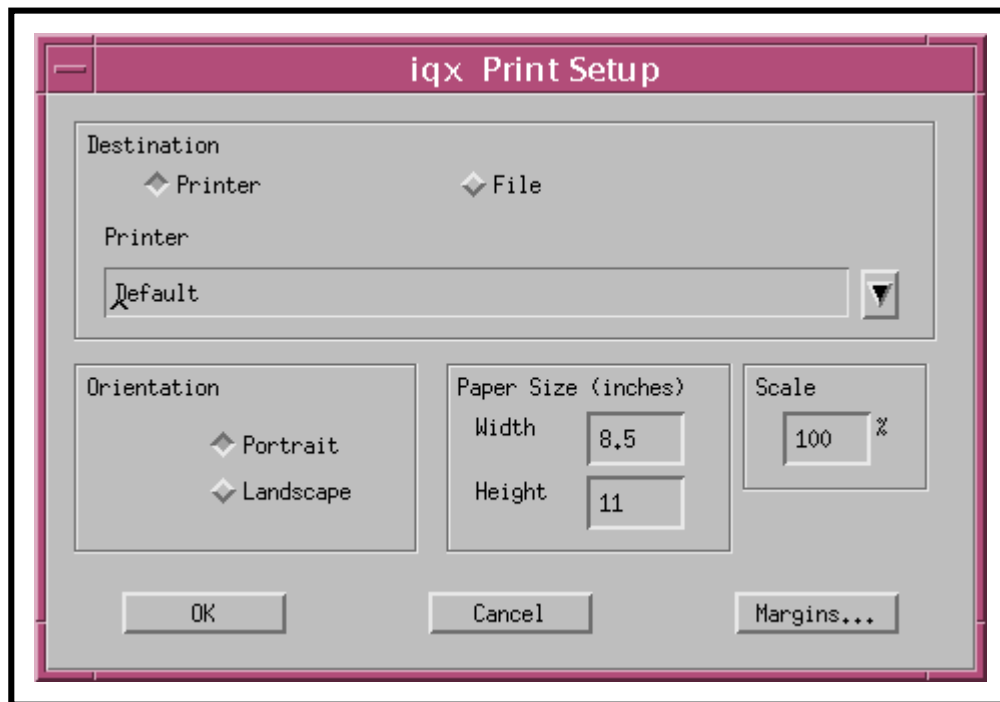 iqx Print Setup
Destination
Printer File
Printer
Default
Orientation
Portrait
Landscape
Paper Size (inches)
Width 8.5
Height 11
Scale
100 %
OK Cancel Margins...